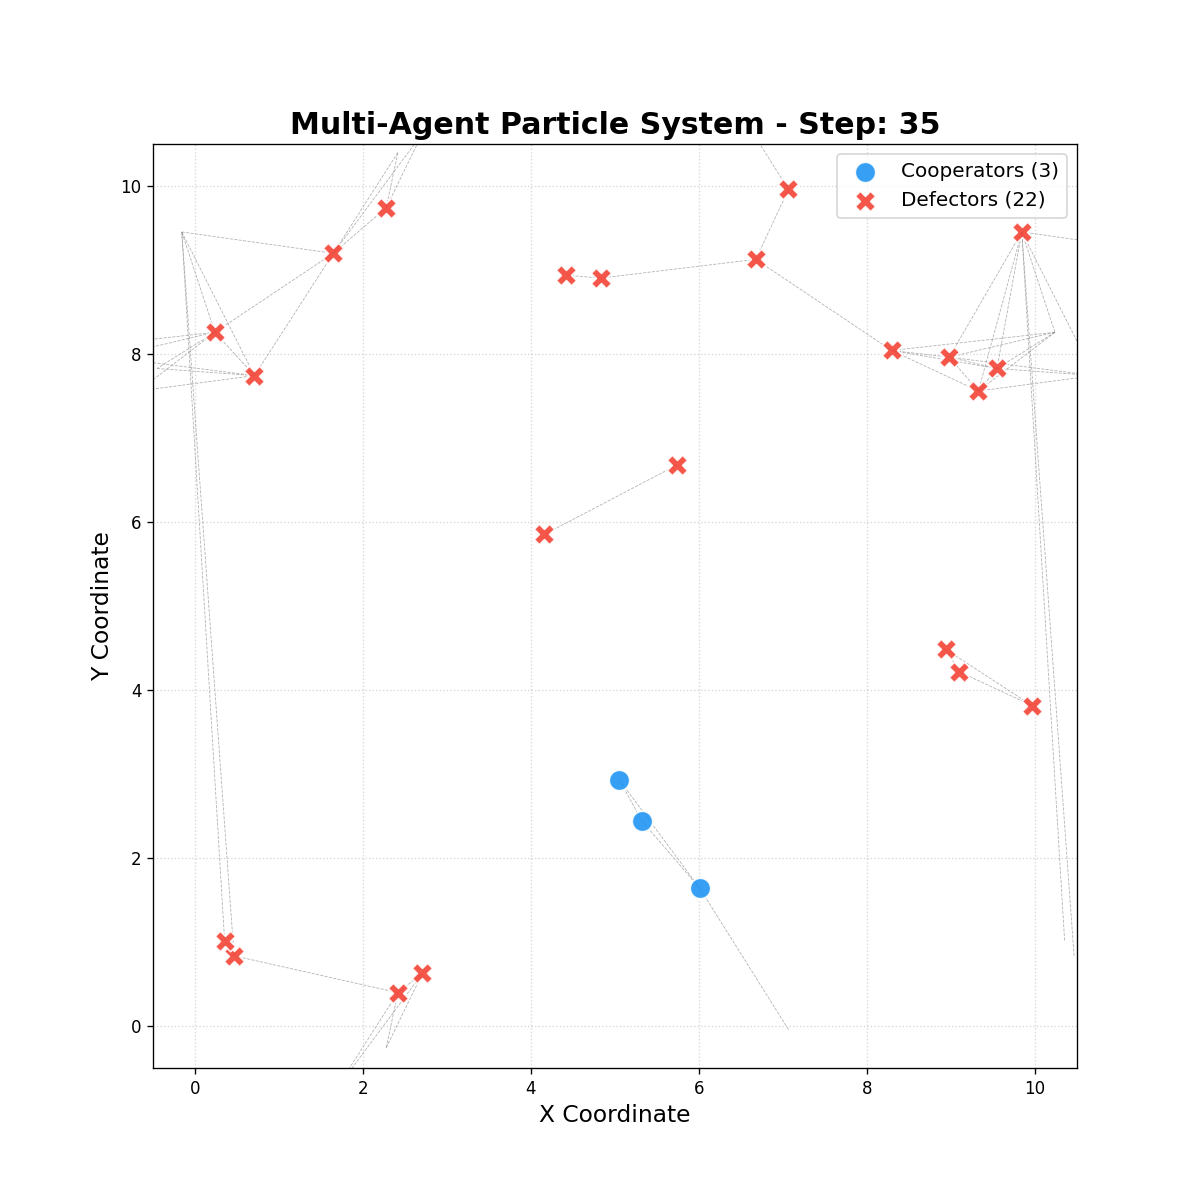 Multi-Agent Particle System - Step: 35
Cooperators (3)
Defectors (22)
10
8
6
4
2
0
Y Coordinate
0 2 4 6 8 10
X Coordinate